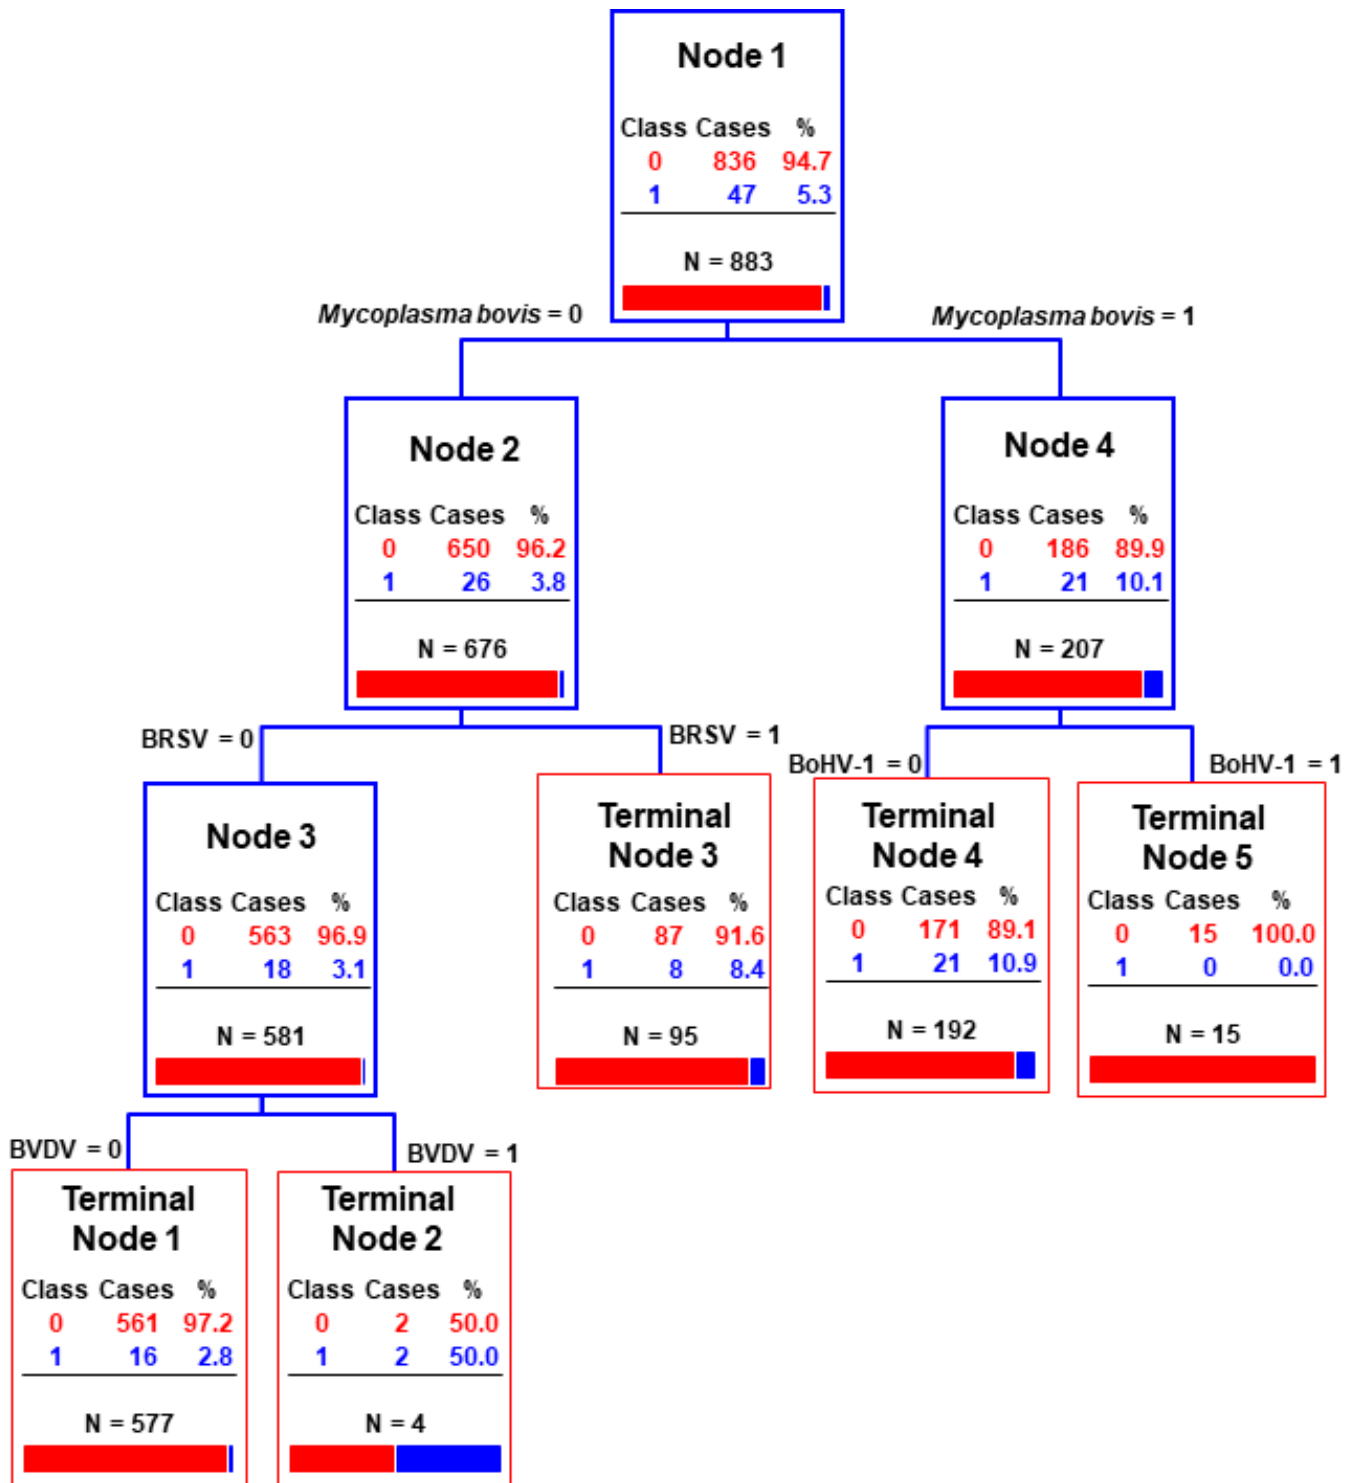 Node 1
Class Cases %
0 836 94.7
1 47 5.3
N = 883
Mycoplasma bovis = 0
Mycoplasma bovis = 1
Node 2
Class Cases %
0 650 96.2
1 26 3.8
N = 676
Node 4
Class Cases %
0 186 89.9
1 21 10.1
N = 207
BRSV = 0
BRSV = 1
BoHV-1 = 0
BoHV-1 = 1
Node 3
Class Cases %
0 563 96.9
1 18 3.1
N = 581
Terminal
Node 3
Class Cases %
0 87 91.6
1 8 8.4
N = 95
Terminal
Node 4
Class Cases %
0 171 89.1
1 21 10.9
N = 192
Terminal
Node 5
Class Cases %
0 15 100.0
1 0 0.0
N = 15
BVDV = 0
BVDV = 1
Terminal
Node 1
Class Cases %
0 561 97.2
1 16 2.8
N = 577
Terminal
Node 2
Class Cases %
0 2 50.0
1 2 50.0
N = 4